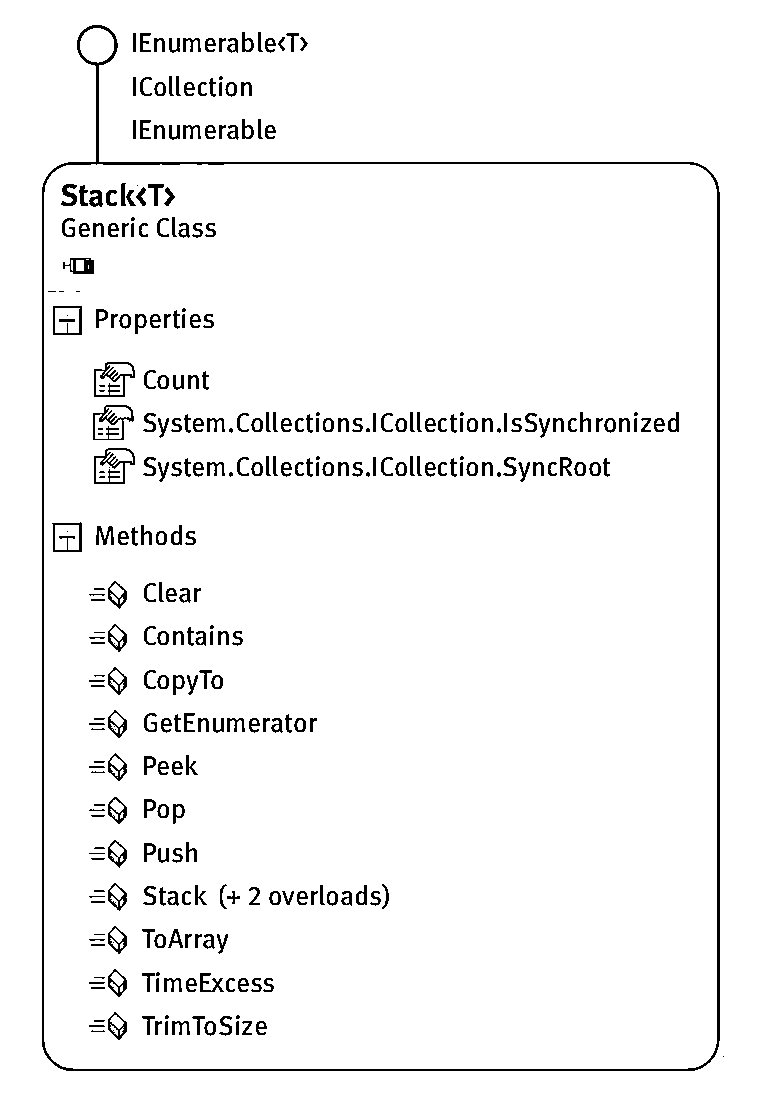 IEnumerable<T>
ICollection
IEnumerable
Stack<T>
Generic Class
Properties
Count
System.Collections.ICollection.IsSynchronized
System.Collections.ICollection.SyncRoot
Methods
Clear
Contains
CopyTo
GetEnumerator
Peek
Pop
Push
Stack (+ 2 overloads)
ToArray
TimeExcess
TrimToSize